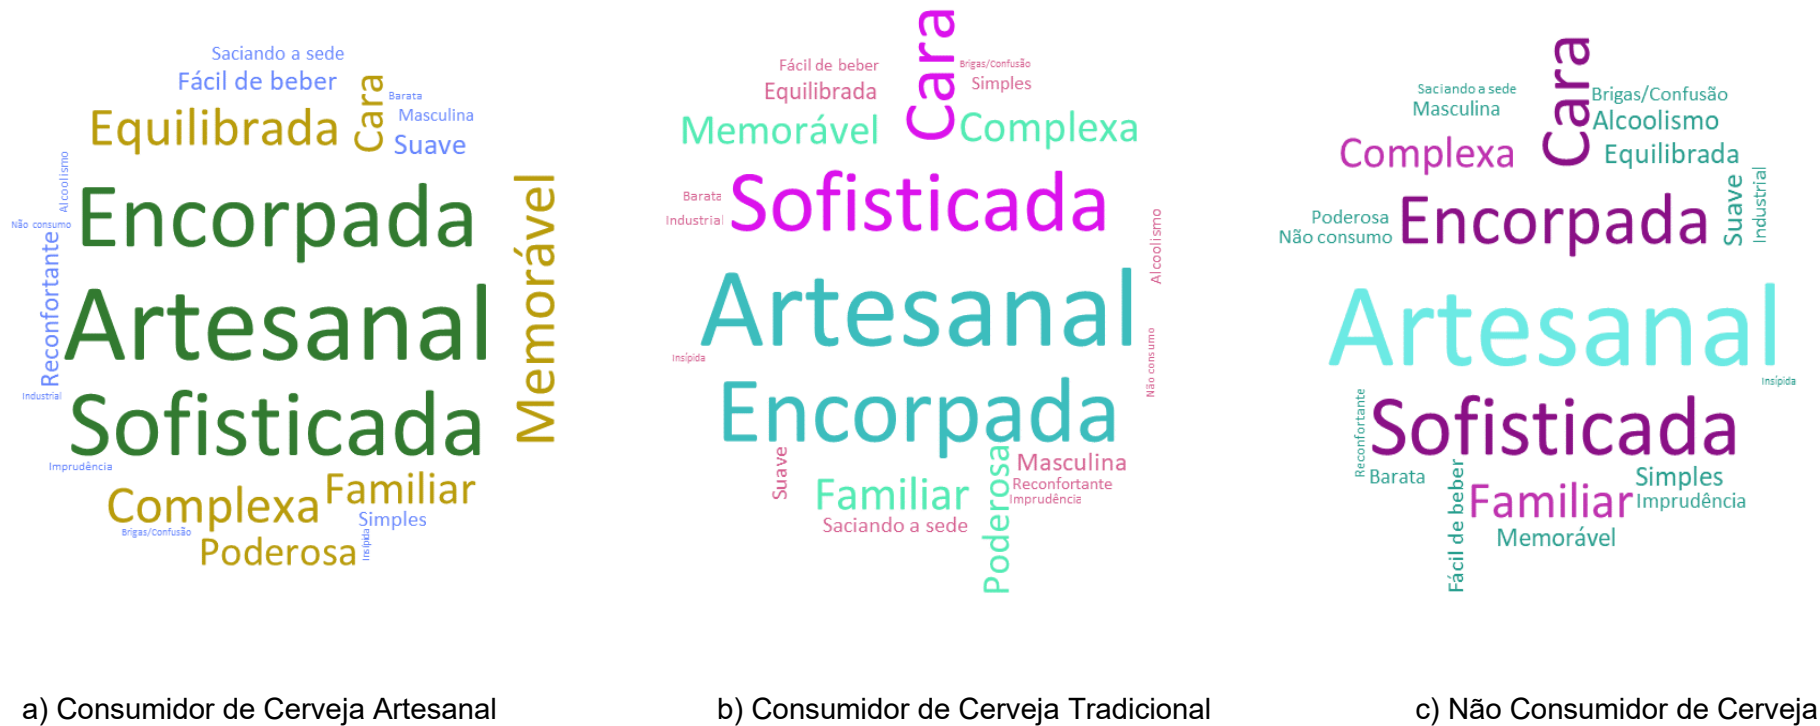 Saciando a sede
Fácil de beber
Cara
Barata
Equilibrada
Masculina
Suave
Alcoolismo
Encorpada
Memorável
Não consumo
Reconfortante
Artesanal
Industrial
Sofisticada
Imprudência
Familiar
Complexa
Simples
Brigas/Confusão
Poderosa
Insípida
a) Consumidor de Cerveja Artesanal
Cara
Fácil de beber
Brigas/Confusão
Simples
Equilibrada
Memorável
Complexa
Sofisticada
Barata
Industrial
Alcoolismo
Artesanal
Insípida
Não consumo
Encorpada
Suave
Poderosa
Masculina
Reconfortante
Imprudência
Familiar
Saciando a sede
b) Consumidor de Cerveja Tradicional
Cara
Saciando a sede
Masculina
Brigas/Confusão
Alcoolismo
Complexa
Equilibrada
Suave
Industrial
Poderosa
Não consumo
Encorpada
Artesanal
Insípida
Reconfortante
Sofisticada
Barata
Fácil de beber
Simples
Familiar
Imprudência
Memorável
c) Não Consumidor de Cerveja